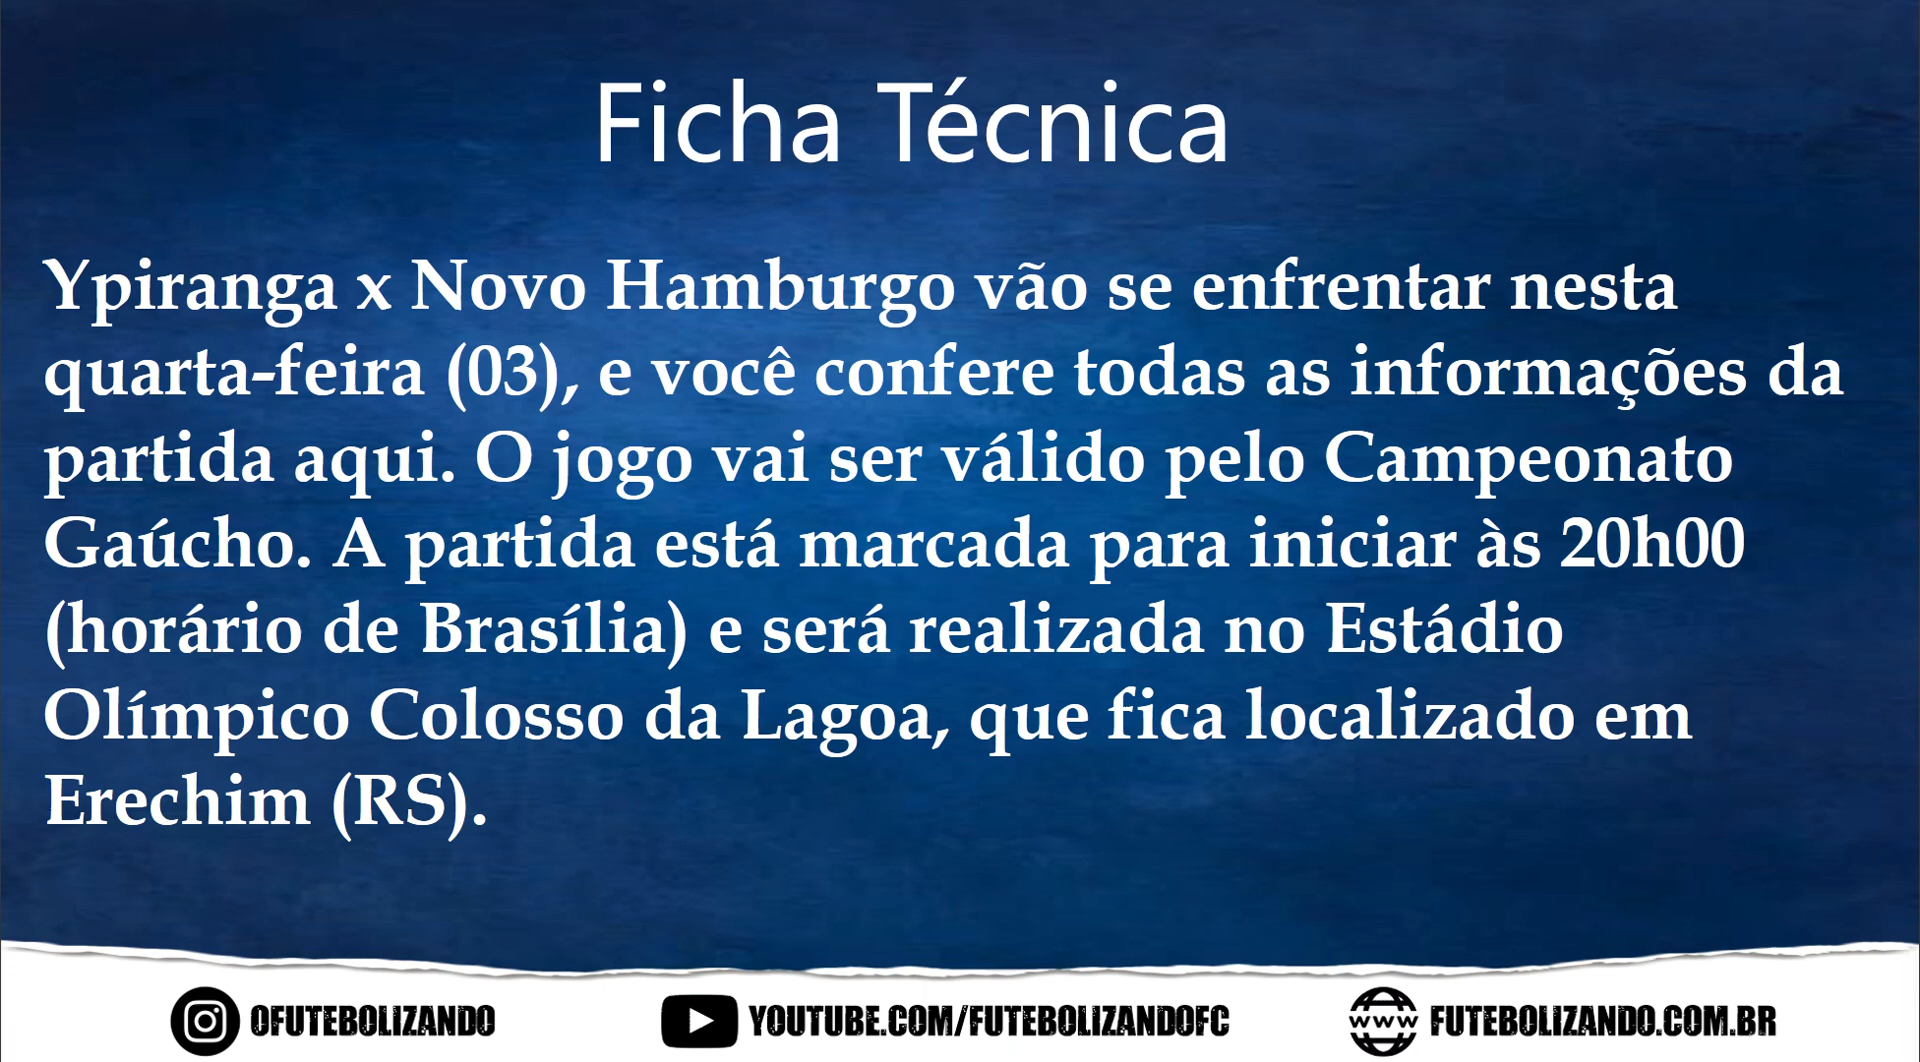 Ficha Técnica
Ypiranga x Novo Hamburgo vão se enfrentar nesta
quarta-feira (03), e você confere todas as informações da
partida aqui. O jogo vai ser válido pelo Campeonato
Gaúcho. A partida está marcada para iniciar às 20h00
(horário de Brasília) e será realizada no Estádio
Olímpico Colosso da Lagoa, que fica localizado em
Erechim (RS).
OFUTEBOLIZANDO
YOUTUBE.COM/FUTEBOLIZANDOFC
www
FUTEBOLIZANDO.COM.BR